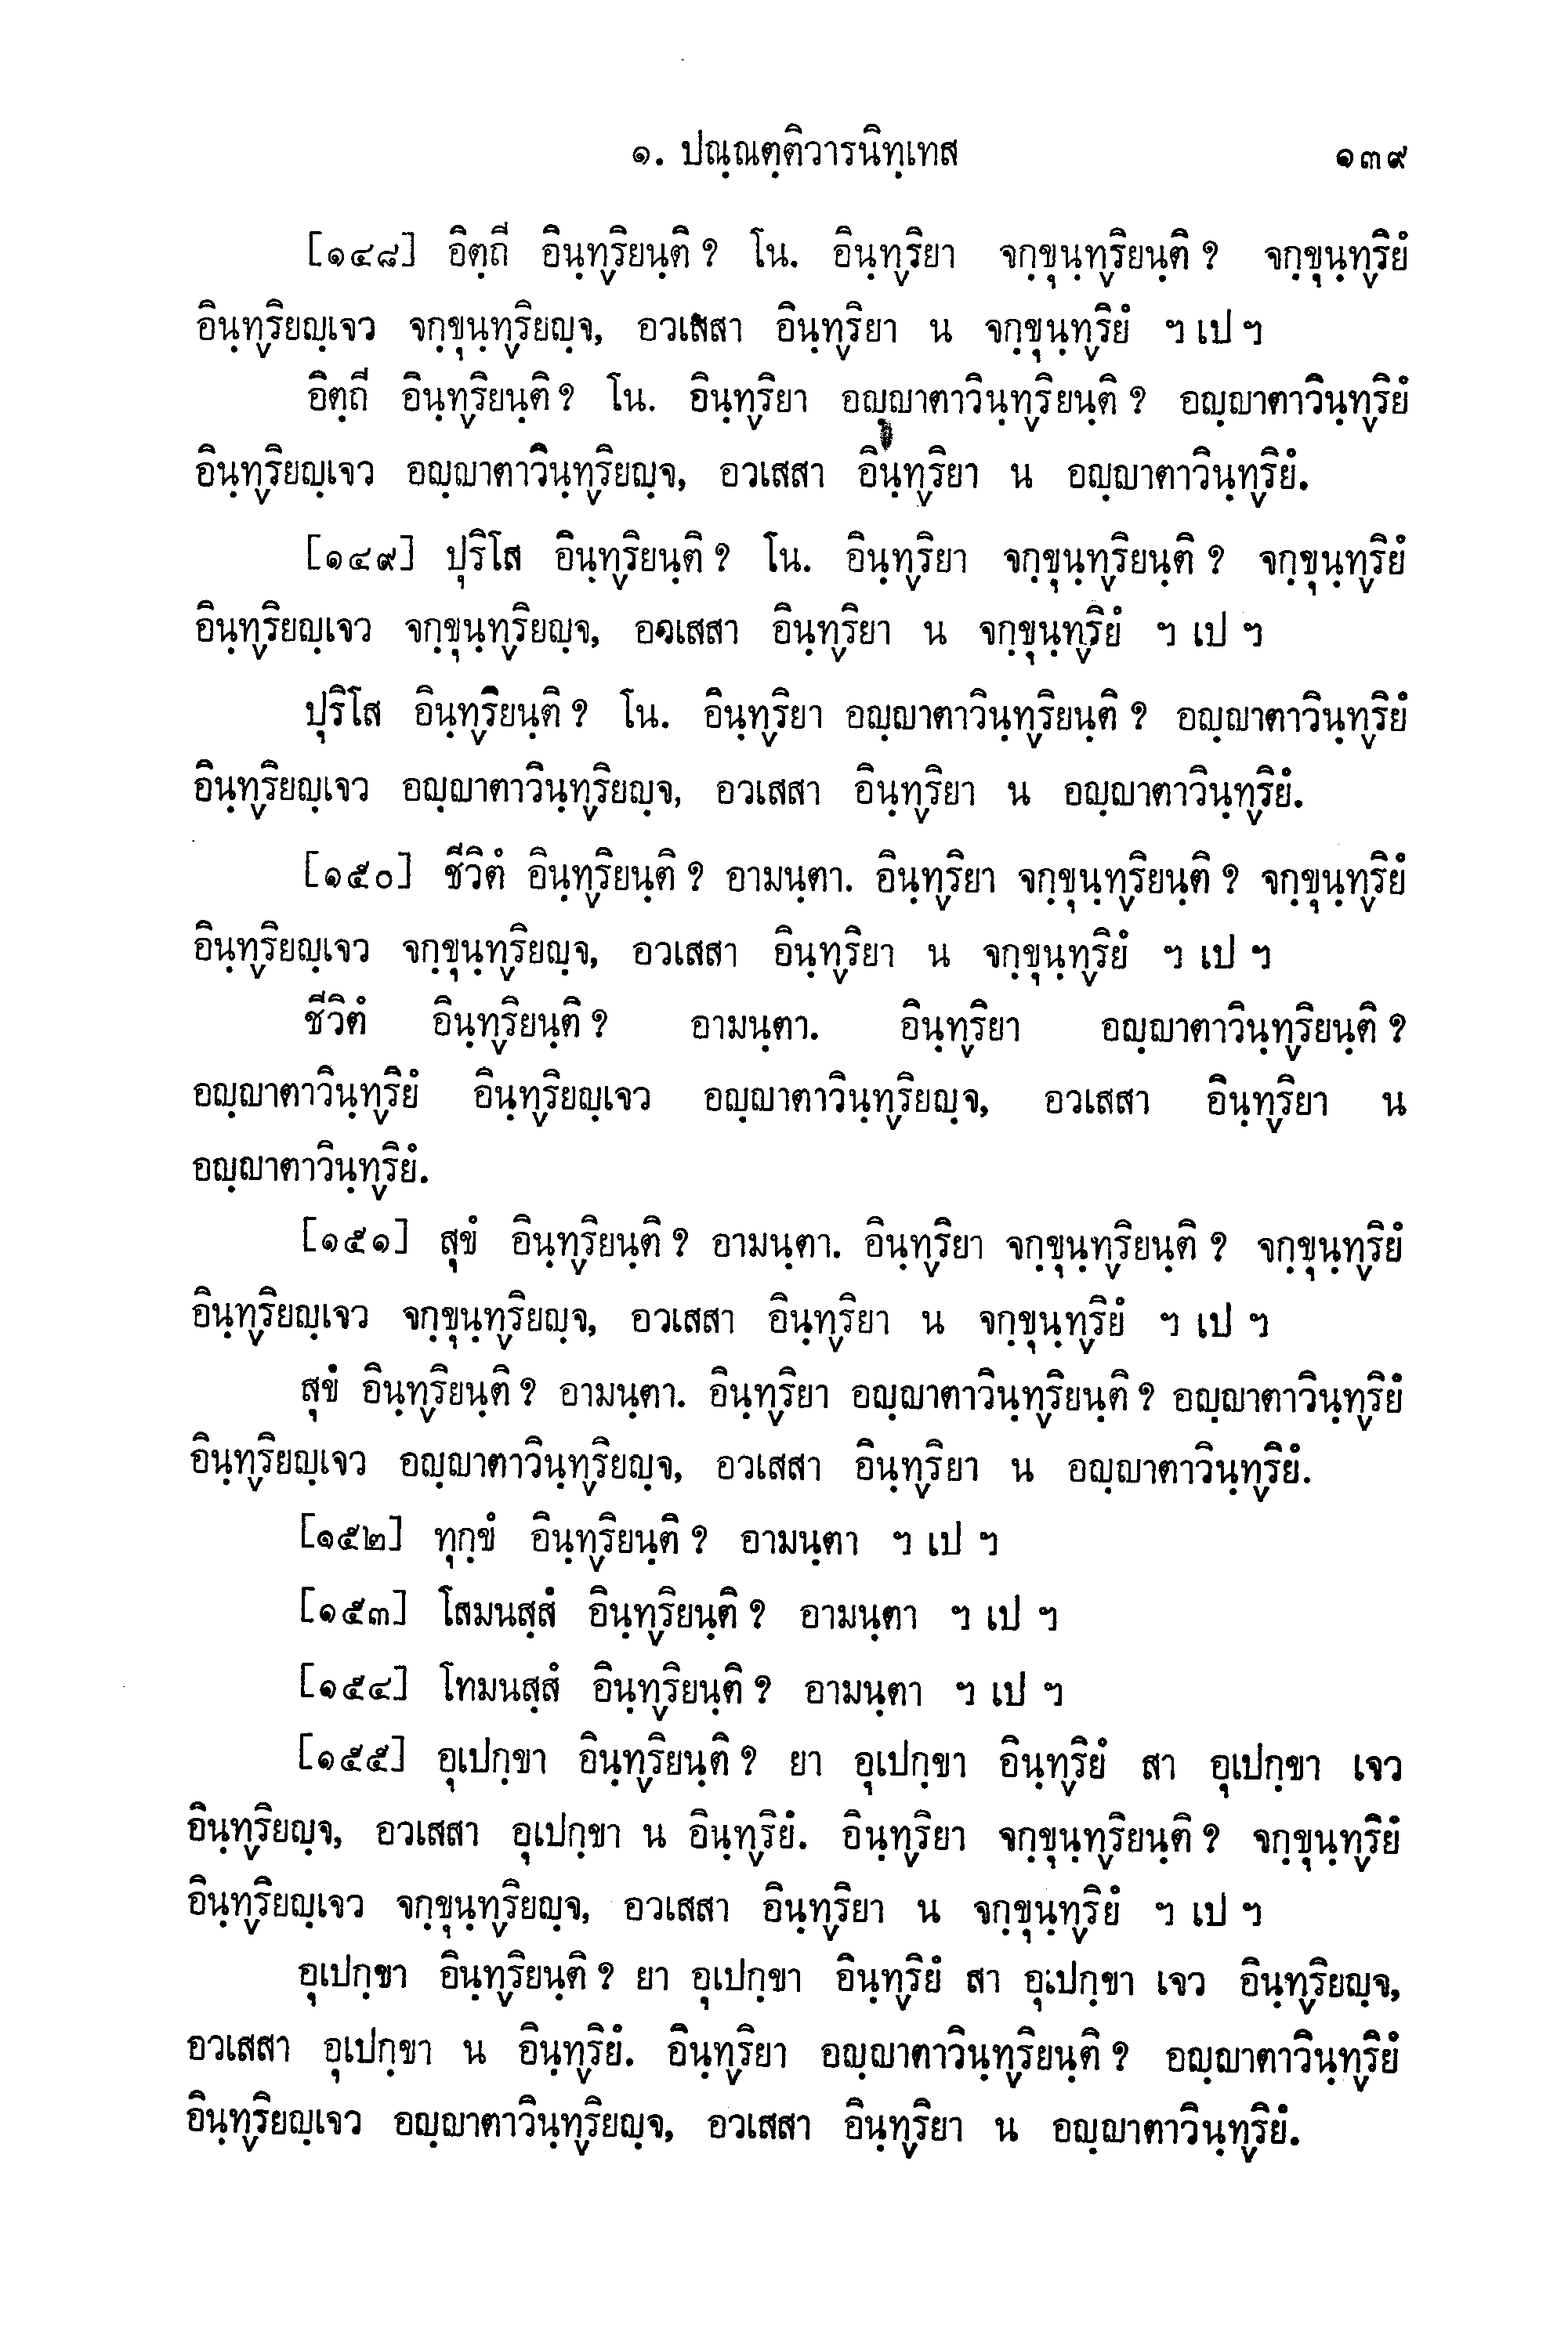 ๑. ปณฺณตฺติวารนิทฺเทส ๑๓๙
[๑๔๘] อิตฺถี อินฺทฺริยนฺติ ? โน. อินฺทฺริยา จกฺขุนฺทฺริยนฺติ ? จกฺขุนฺทฺริยํ
อินฺทฺริยญฺเจว จกฺขุนฺทฺริยญฺจ, อวเสสา อินฺทฺริยา น จกฺขุนฺทฺริยํ ฯ เป ฯ
อิตฺถี อินฺทฺริยนฺติ ? โน. อินฺทฺริยา อญฺญาตาวินฺทฺริยนฺติ ? อญฺญาตาวินฺทฺริยํ
อินฺทฺริยญฺเจว อญฺญาตาวินฺทฺริยญฺจ, อวเสสา อินฺทฺริยา น อญฺญาตาวินฺทฺริยํ.
[๑๔๙] ปุริโส อินฺทฺริยนฺติ ? โน. อินฺทฺริยา จกฺขุนฺทฺริยนฺติ ? จกฺขุนฺทฺริยํ
อินฺทฺริยญฺเจว จกฺขุนฺทฺริยญฺจ, อวเสสา อินฺทฺริยา น จกฺขุนฺทฺริยํ ฯ เป ฯ
ปุริโส อินฺทฺริยนฺติ ? โน. อินฺทฺริยา อญฺญาตาวินฺทฺริยนฺติ ? อญฺญาตาวินฺทฺริยํ
อินฺทฺริยญฺเจว อญฺญาตาวินฺทฺริยญฺจ, อวเสสา อินฺทฺริยา น อญฺญาตาวินฺทฺริยํ.
[๑๕๐] ชีวิตํ อินฺทฺริยนฺติ ? อามนฺตา. อินฺทฺริยา จกฺขุนฺทฺริยนฺติ ? จกฺขุนฺทฺริยํ
อินฺทฺริยญฺเจว จกฺขุนฺทฺริยญฺจ, อวเสสา อินฺทฺริยา น จกฺขุนฺทฺริยํ ฯ เป ฯ
ชีวิตํ อินฺทฺริยนฺติ ? อามนฺตา. อินฺทฺริยา อญฺญาตาวินฺทฺริยนฺติ ?
อญฺญาตาวินฺทฺริยํ อินฺทฺริยญฺเจว อญฺญาตาวินฺทฺริยญฺจ, อวเสสา อินฺทฺริยา น
อญฺญาตาวินฺทฺริยํ.
[๑๕๑] สุขํ อินฺทฺริยนฺติ ? อามนฺตา. อินฺทฺริยา จกฺขุนฺทฺริยนฺติ ? จกฺขุนฺทฺริยํ
อินฺทฺริยญฺเจว จกฺขุนฺทฺริยญฺจ, อวเสสา อินฺทฺริยา น จกฺขุนฺทฺริยํ ฯ เป ฯ
สุขํ อินฺทฺริยนฺติ ? อามนฺตา. อินฺทฺริยา อญฺญาตาวินฺทฺริยนฺติ ? อญฺญาตาวินฺทฺริยํ
อินฺทฺริยญฺเจว อญฺญาตาวินฺทฺริยญฺจ, อวเสสา อินฺทฺริยา น อญฺญาตาวินฺทฺริยํ.
[๑๕๒] ทุกฺขํ อินฺทฺริยนฺติ ? อามนฺตา ฯ เป ฯ
[๑๕๓] โสมนสฺสํ อินฺทฺริยนฺติ ? อามนฺตา ฯ เป ฯ
[๑๕๔] โทมนสฺสํ อินฺทฺริยนฺติ ? อามนฺตา ฯ เป ฯ
[๑๕๕] อุเปกฺขา อินฺทฺริยนฺติ ? ยา อุเปกฺขา อินฺทฺริยํ สา อุเปกฺขา เจว
อินฺทฺริยญฺจ, อวเสสา อุเปกฺขา น อินฺทฺริยํ. อินฺทฺริยา จกฺขุนฺทฺริยนฺติ ? จกฺขุนฺทฺริยํ
อินฺทฺริยญฺเจว จกฺขุนฺทฺริยญฺจ, อวเสสา อินฺทฺริยา น จกฺขุนฺทฺริยํ ฯ เป ฯ
อุเปกฺขา อินฺทฺริยนฺติ ? ยา อุเปกฺขา อินฺทฺริยํ สา อุเปกฺขา เจว อินฺทฺริยญฺจ,
อวเสสา อุเปกฺขา น อินฺทฺริยํ. อินฺทฺริยา อญฺญาตาวินฺทฺริยนฺติ ? อญฺญาตาวินฺทฺริยํ
อินฺทฺริยญฺเจว อญฺญาตาวินฺทฺริยญฺจ, อวเสสา อินฺทฺริยา น อญฺญาตาวินฺทฺริยํ.